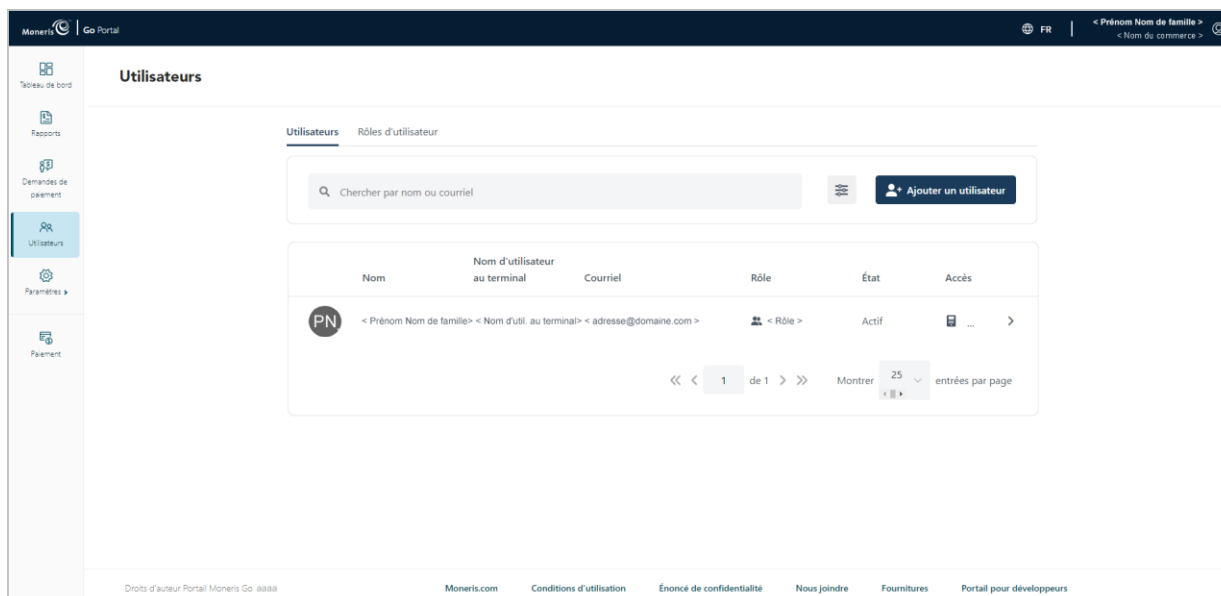 Moneris Go Portal
FR
< Prénom Nom de famille >
< Nom du commerce >
Tableau de bord
Rapports
Demandes de
paiement
Utilisateurs
Paramètres
Paiement
Utilisateurs
Utilisateurs Rôles d'utilisateur
Chercher par nom ou courriel
Ajouter un utilisateur
Nom d'utilisateur
Nom au terminal Courriel Rôle État Accès
PN < Prénom Nom de famille> < Nom d'util. au terminal> < adresse@domaine.com > < Rôle > Actif ...
1 de 1 Montrer 25 entrées par page
Droits d'auteur Portail Moneris Go aaaa Moneris.com Conditions d'utilisation Énoncé de confidentialité Nous joindre Fournitures Portail pour développeurs